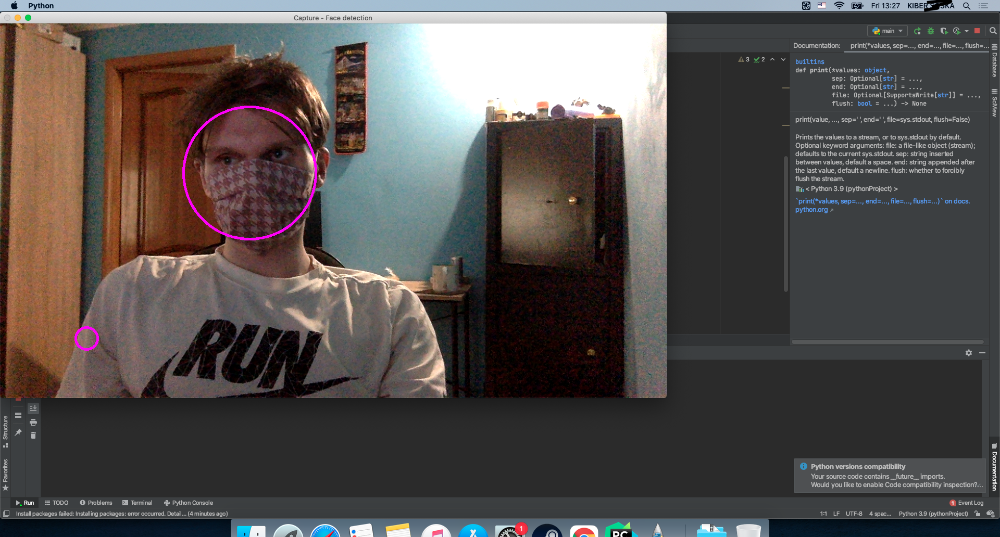 Python
Fri 13:27
Capture - Face detection
RUN
main
3
2
Documentation:
print(*values, sep=..., end=..., file=..., flush=...
builtins
def print(*values: object,
sep: Optional[str] = ...,
end: Optional[str] = ...,
file: Optional[SupportsWrite[str]] = ...,
flush: bool = ...) -> None
print(value, ..., sep=' ', end='', file=sys.stdout, flush=False)
Prints the values to a stream, or to sys.stdout by default.
Optional keyword arguments: file: a file-like object (stream);
defaults to the current sys.stdout. sep: string inserted
between values, default a space. end: string appended after
the last value, default a newline. flush: whether to forcibly
flush the stream.
< Python 3.9 (pythonProject) >
`print(*values, sep=..., end=..., file=..., flush=...)` on docs.
python.org
Database
SciView
Documentation
Structure
Favorites
Python versions compatibility
Your source code contains __future__ imports.
Would you like to enable Code compatibility inspection?...
Run
TODO
Problems
Terminal
Python Console
1
Event Log
Install packages failed: Installing packages: error occurred. Detail... (4 minutes ago)
1:1
LF
UTF-8
4 spac...
Python 3.9 (pythonProject)
1
PC